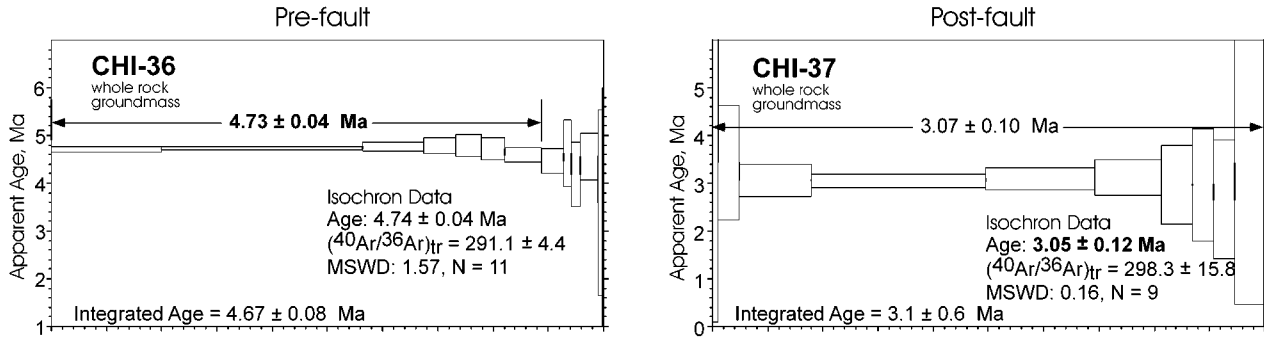 Pre-fault
CHI-36
whole rock
groundmass
4.73 ± 0.04 Ma
Isochron Data
Age: 4.74 ± 0.04 Ma
(40Ar/36Ar)tr = 291.1 ± 4.4
MSWD: 1.57, N = 11
Integrated Age = 4.67 ± 0.08 Ma
Apparent Age, Ma
6
5
4
3
2
1
Post-fault
CHI-37
whole rock
groundmass
3.07 ± 0.10 Ma
Isochron Data
Age: 3.05 ± 0.12 Ma
(40Ar/36Ar)tr = 298.3 ± 15.8
MSWD: 0.16, N = 9
Integrated Age = 3.1 ± 0.6 Ma
Apparent Age, Ma
5
4
3
2
1
0